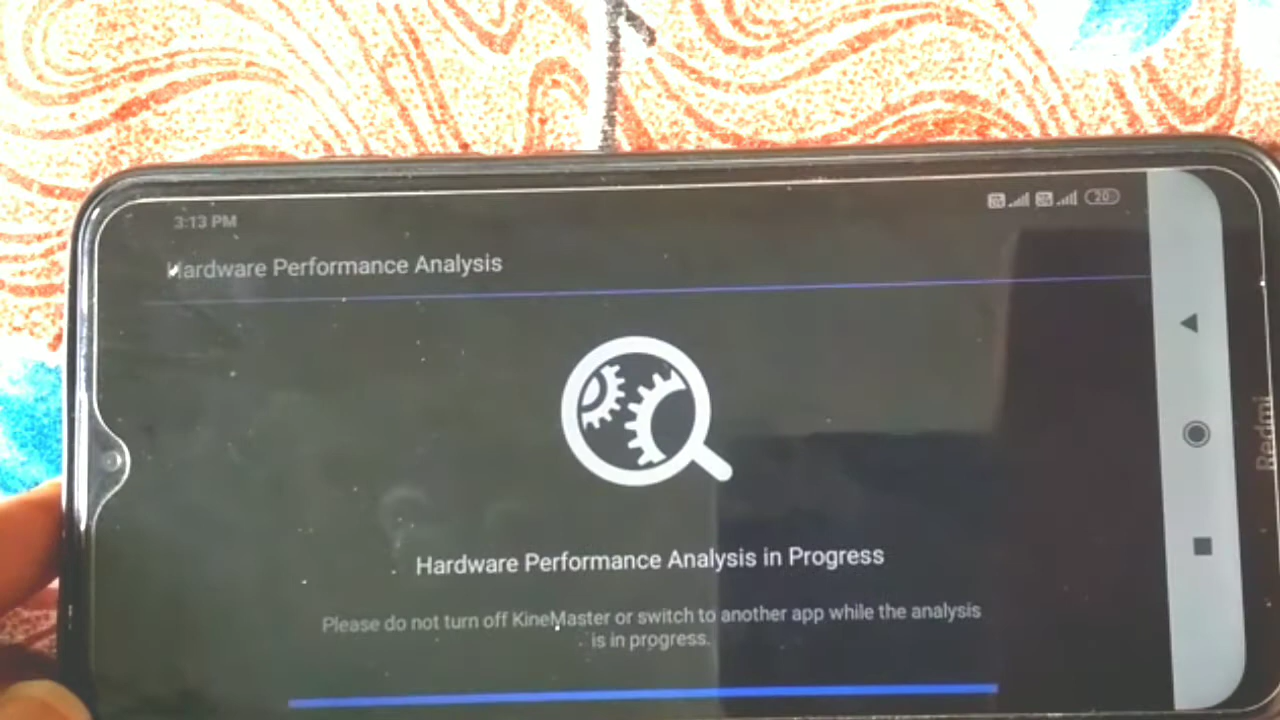 3:13 PM
20
Hardware Performance Analysis
Hardware Performance Analysis in Progress
Please do not turn off KineMaster or switch to another app while the analysis
is in progress.
Redmi